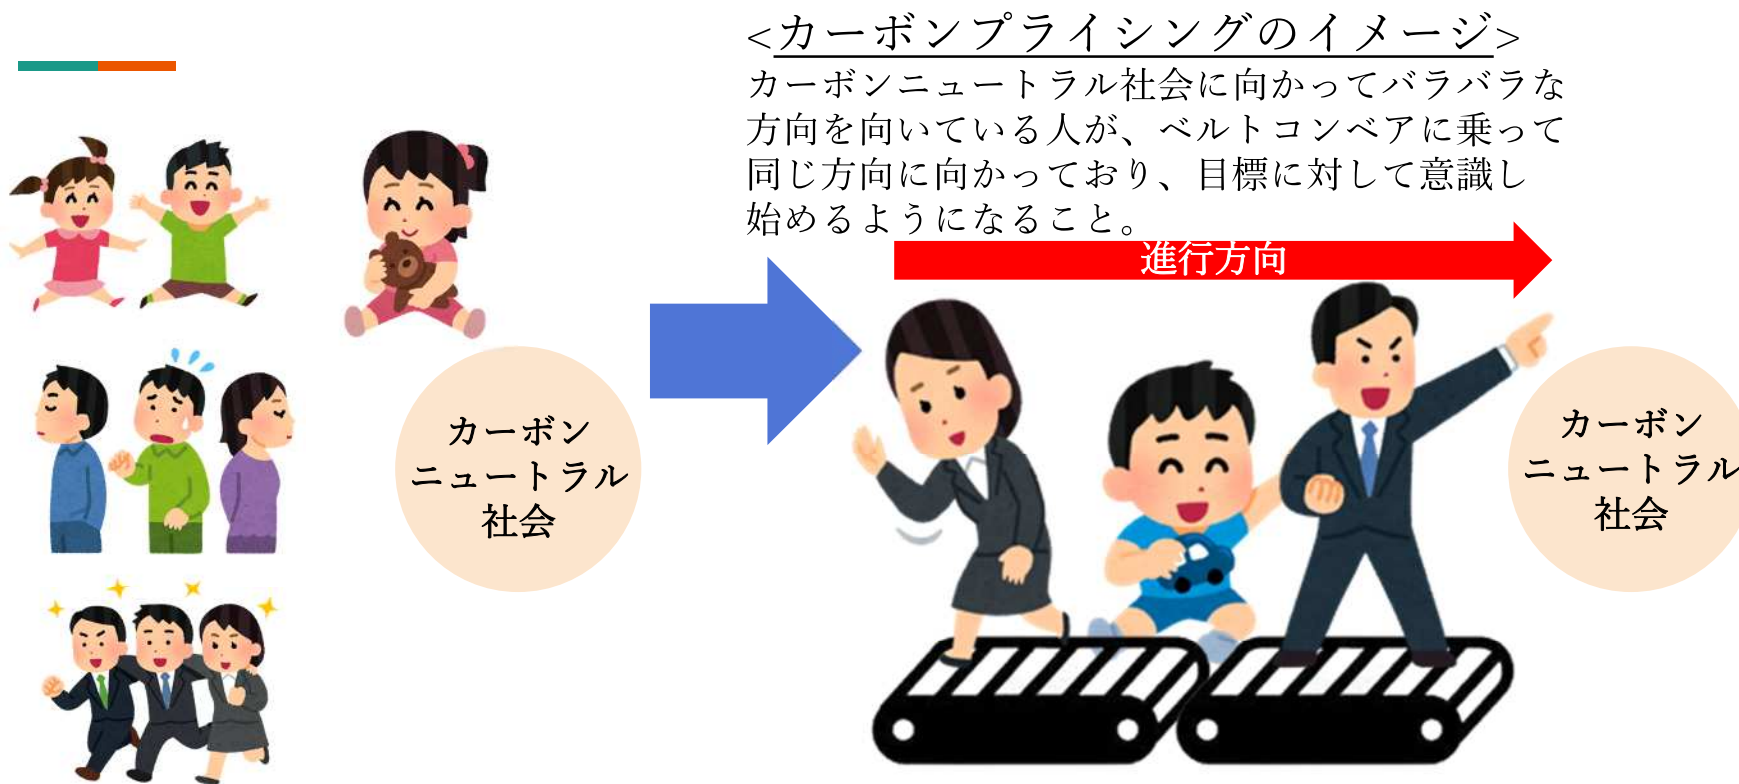 <カーボンプライシングのイメージ>
カーボンニュートラル社会に向かってバラバラな
方向を向いている人が、ベルトコンベアに乗って
同じ方向に向かっており、目標に対して意識し
始めるようになること。
進行方向
カーボン
ニュートラル
社会
カーボン
ニュートラル
社会